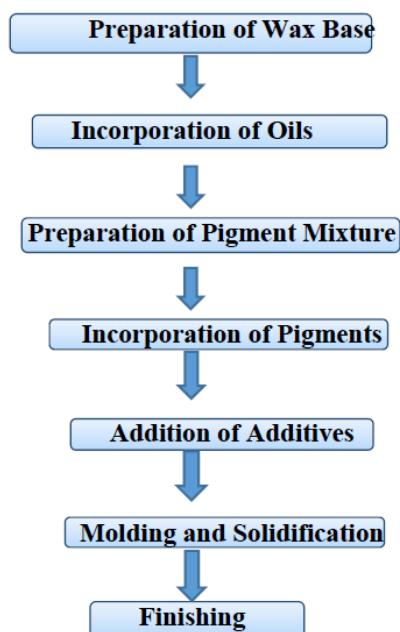 Preparation of Wax Base
Incorporation of Oils
Preparation of Pigment Mixture
Incorporation of Pigments
Addition of Additives
Molding and Solidification
Finishing